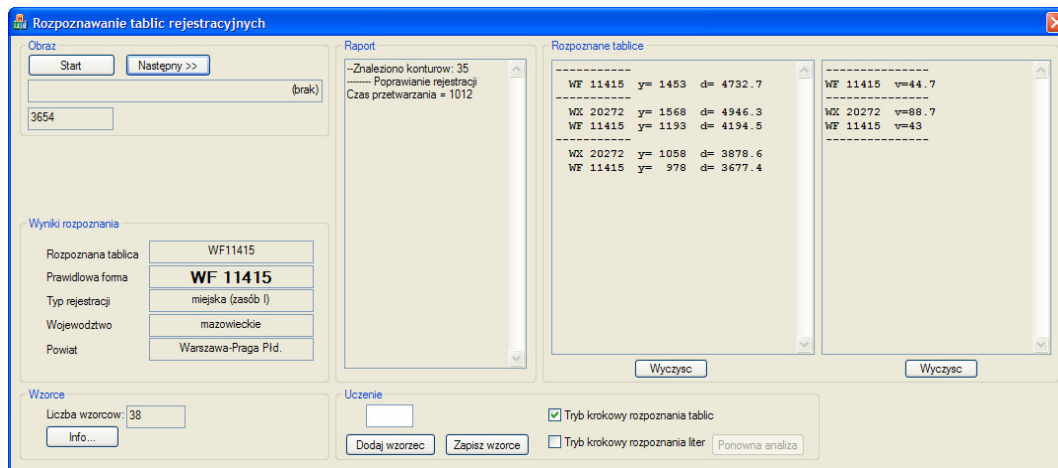 Rozpoznawanie tablic rejestracyjnych
Obraz
Start
Następny >>
(brak)
3654
Wyniki rozpoznania
Rozpoznana tablica WF11415
Prawidlowa forma WF 11415
Typ rejestracji miejska (zasób I)
Wojewodztwo mazowieckie
Powiat Warszawa-Praga Płd.
Wzorce
Liczba wzorcow: 38
Info...
Raport
--Znaleziono konturow: 35
-------- Poprawianie rejestracji
Czas przetwarzania = 1012
Uczenie
Dodaj wzorzec
Zapisz wzorce
Rozpoznane tablice
-----------
WF 11415 y= 1453 d= 4732.7
-----------
WX 20272 y= 1568 d= 4946.3
WF 11415 y= 1193 d= 4194.5
-----------
WX 20272 y= 1058 d= 3878.6
WF 11415 y= 978 d= 3677.4
Wyczysc
---------------
WF 11415 v=44.7
---------------
WX 20272 v=88.7
WF 11415 v=43
---------------
Wyczysc
Tryb krokowy rozpoznania tablic
Tryb krokowy rozpoznania liter
Ponowna analiza